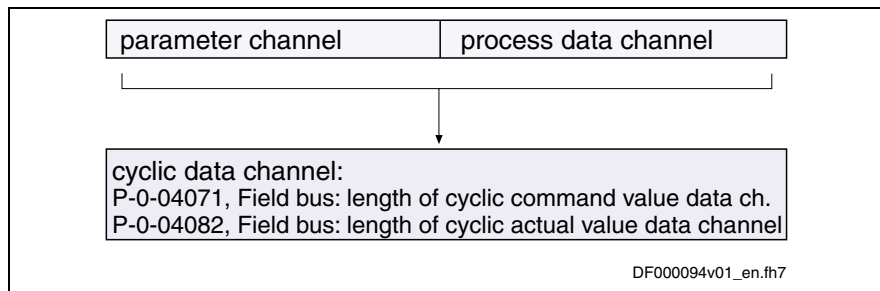 parameter channel process data channel
cyclic data channel:
P-0-04071, Field bus: length of cyclic command value data ch.
P-0-04082, Field bus: length of cyclic actual value data channel
DF000094v01_en.fh7